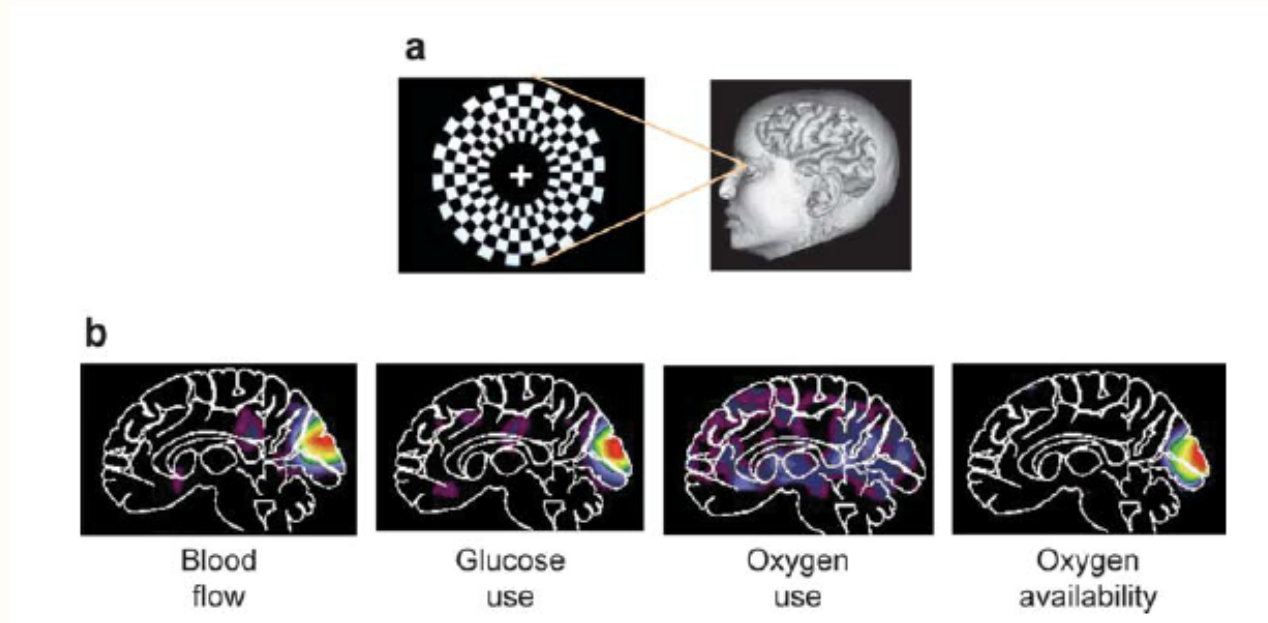 a
b
Blood
flow
Glucose
use
Oxygen
use
Oxygen
availability